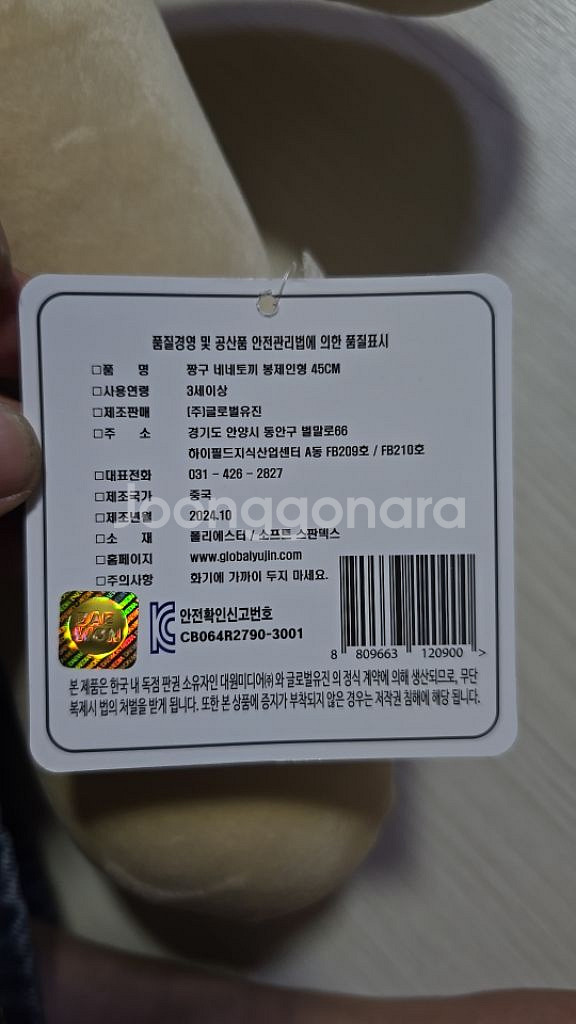 품질경영 및 공산품 안전관리법에 의한 품질표시
□품 명 짱구 네네토끼 봉제인형 45CM
□사용연령 3세이상
□제조판매 (주)글로벌유진
□주 소 경기도 안양시 동안구 벌말로66
하이필드지식산업센터 A동 FB209호 / FB210호
□대표전화 031 - 426 - 2827
□제조국가 중국
Joonggonara
□제조년월 2024.10
□소 재 폴리에스터 / 소프트 스판덱스
□홈페이지 www.globalyujin.com
□주의사항 화기에 가까이 두지 마세요.
DAE WON
안전확인신고번호
CB064R2790-3001
8 809663 120900 >
본 제품은 한국 내 독점 판권 소유자인 대원미디어㈜와 글로벌유진 의 정식 계약에 의해 생산되므로, 무단
복제시 법의 처벌을 받게 됩니다. 또한 본 상품에 증지가 부착되지 않은 경우는 저작권 침해에 해당 됩니다.